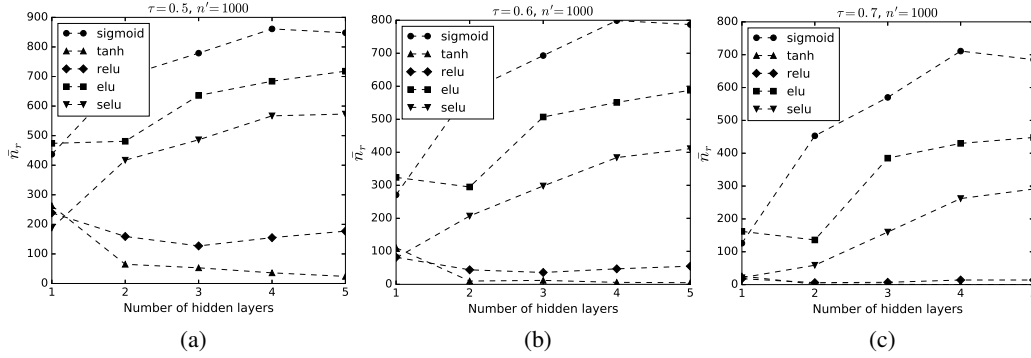 τ=0.5, n′=1000
900
800
700
600
500
400
300
200
100
0
n̄r
sigmoid
tanh
relu
elu
selu
1 2 3 4 5
Number of hidden layers
(a)
τ=0.6, n′=1000
800
700
600
500
400
300
200
100
0
n̄r
sigmoid
tanh
relu
elu
selu
1 2 3 4 5
Number of hidden layers
(b)
τ=0.7, n′=1000
800
700
600
500
400
300
200
100
0
n̄r
sigmoid
tanh
relu
elu
selu
1 2 3 4
Number of hidden layers
(c)